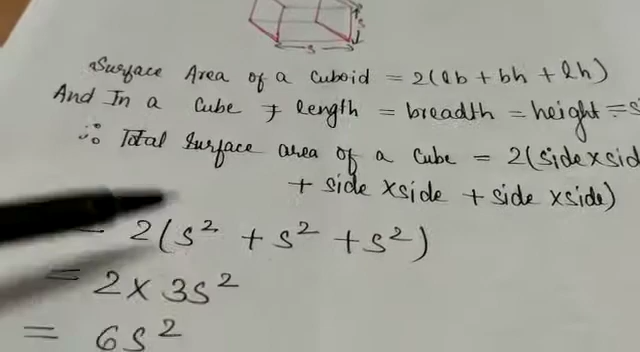 s
s
Surface Area of a Cuboid = 2(lb + bh + lh)
And In a Cube → length = breadth = height = s
∴ Total Surface area of a Cube = 2(side x sid
+ side x side + side x side)
= 2(s² + s² + s²)
= 2 x 3s²
= 6s²